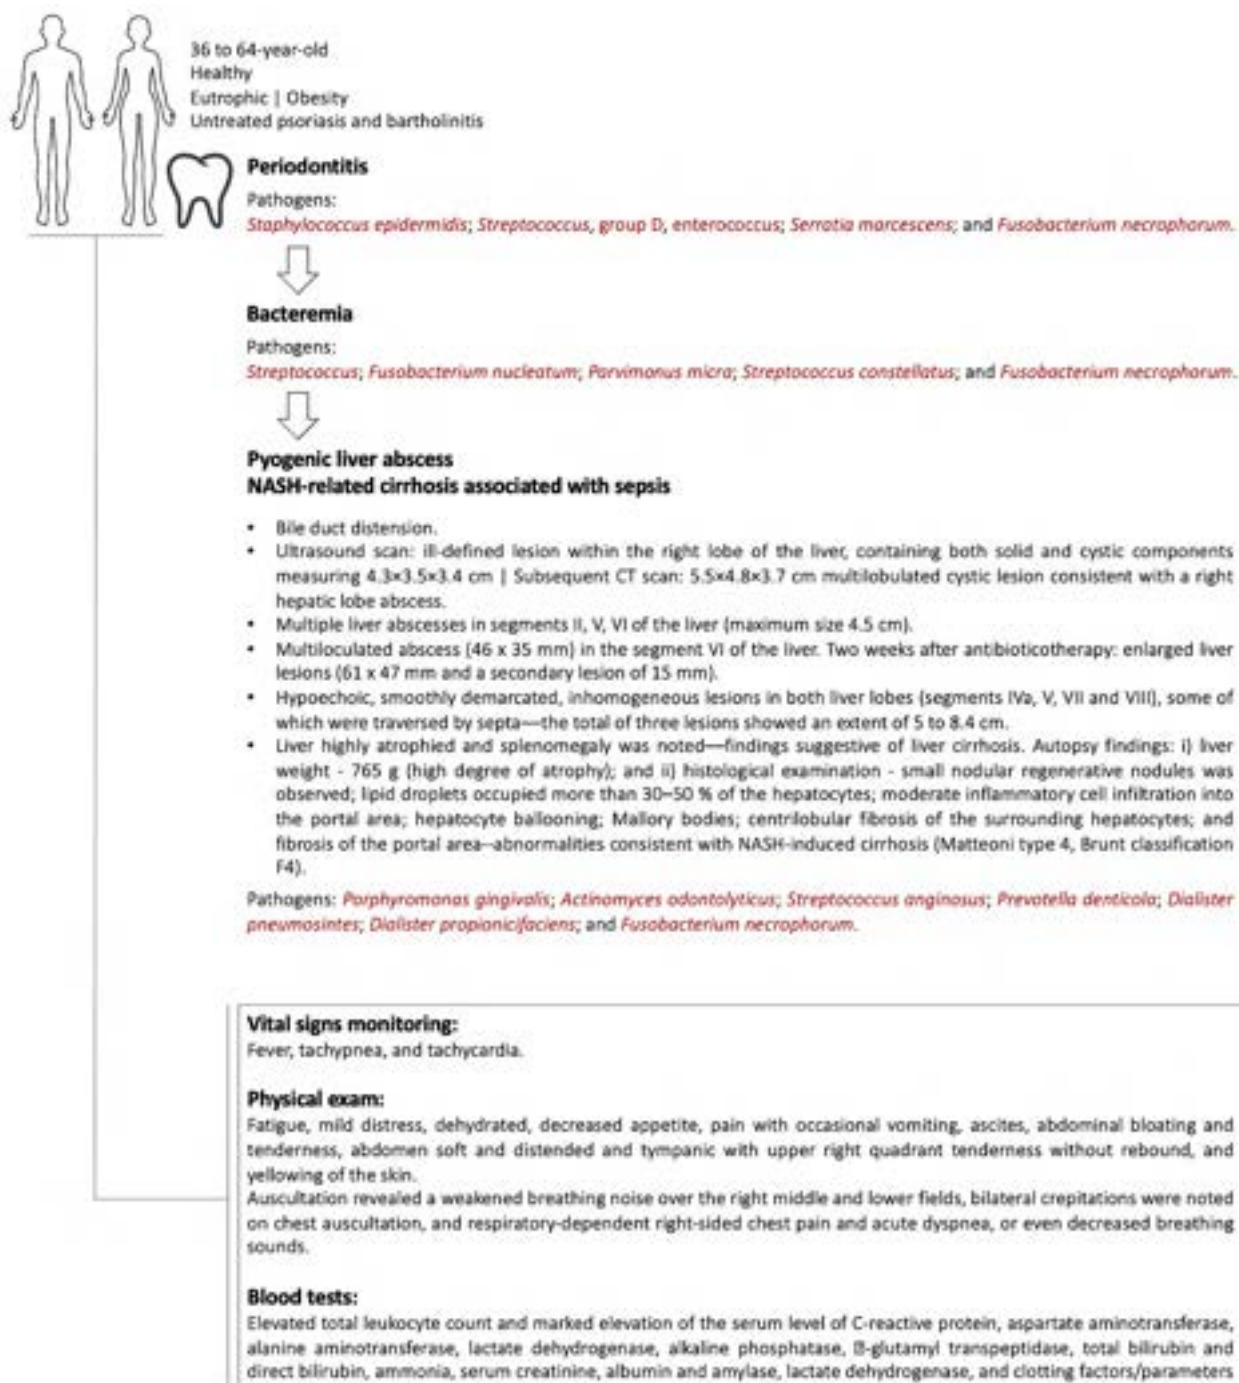 36 to 64-year-old
Healthy
Eutrophic | Obesity
Untreated psoriasis and bartholinitis
Periodontitis
Pathogens:
Staphylococcus epidermidis; Streptococcus, group D, enterococcus; Serratia marcescens; and Fusobacterium necrophorum.
Bacteremia
Pathogens:
Streptococcus; Fusobacterium nucleatum; Parvimonus micra; Streptococcus constellatus; and Fusobacterium necrophorum.
Pyogenic liver abscess
NASH-related cirrhosis associated with sepsis
• Bile duct distension.
• Ultrasound scan: ill-defined lesion within the right lobe of the liver, containing both solid and cystic components
measuring 4.3×3.5×3.4 cm | Subsequent CT scan: 5.5×4.8×3.7 cm multilobulated cystic lesion consistent with a right
hepatic lobe abscess.
• Multiple liver abscesses in segments II, V, VI of the liver (maximum size 4.5 cm).
• Multiloculated abscess (46 x 35 mm) in the segment VI of the liver. Two weeks after antibioticotherapy: enlarged liver
lesions (61 x 47 mm and a secondary lesion of 15 mm).
• Hypoechoic, smoothly demarcated, inhomogeneous lesions in both liver lobes (segments IVa, V, VII and VIII), some of
which were traversed by septa—the total of three lesions showed an extent of 5 to 8.4 cm.
• Liver highly atrophied and splenomegaly was noted—findings suggestive of liver cirrhosis. Autopsy findings: i) liver
weight - 765 g (high degree of atrophy); and ii) histological examination - small nodular regenerative nodules was
observed; lipid droplets occupied more than 30–50 % of the hepatocytes; moderate inflammatory cell infiltration into
the portal area; hepatocyte ballooning; Mallory bodies; centrilobular fibrosis of the surrounding hepatocytes; and
fibrosis of the portal area—abnormalities consistent with NASH-induced cirrhosis (Matteoni type 4, Brunt classification
F4).
Pathogens: Porphyromonas gingivalis; Actinomyces odontolyticus; Streptococcus anginosus; Prevotella denticola; Dialister
pneumosintes; Dialister propionicifaciens; and Fusobacterium necrophorum.
Vital signs monitoring:
Fever, tachypnea, and tachycardia.
Physical exam:
Fatigue, mild distress, dehydrated, decreased appetite, pain with occasional vomiting, ascites, abdominal bloating and
tenderness, abdomen soft and distended and tympanic with upper right quadrant tenderness without rebound, and
yellowing of the skin.
Auscultation revealed a weakened breathing noise over the right middle and lower fields, bilateral crepitations were noted
on chest auscultation, and respiratory-dependent right-sided chest pain and acute dyspnea, or even decreased breathing
sounds.
Blood tests:
Elevated total leukocyte count and marked elevation of the serum level of C-reactive protein, aspartate aminotransferase,
alanine aminotransferase, lactate dehydrogenase, alkaline phosphatase, -glutamyl transpeptidase, total bilirubin and
direct bilirubin, ammonia, serum creatinine, albumin and amylase, lactate dehydrogenase, and clotting factors/parameters